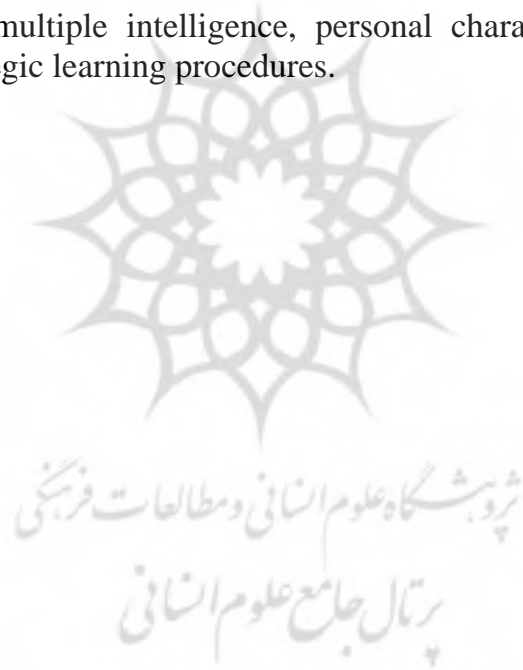 multiple intelligence, personal chara
gic learning procedures.
پژوهشگاه علوم انسانی و مطالعات فرهنگی
پرتال جامع علوم انسانی